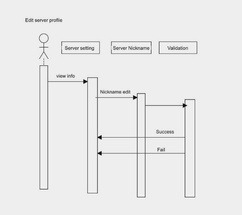 Edit server profile
Server setting
Server Nickname
Validation
view info
Nickname edit
Success
Fail